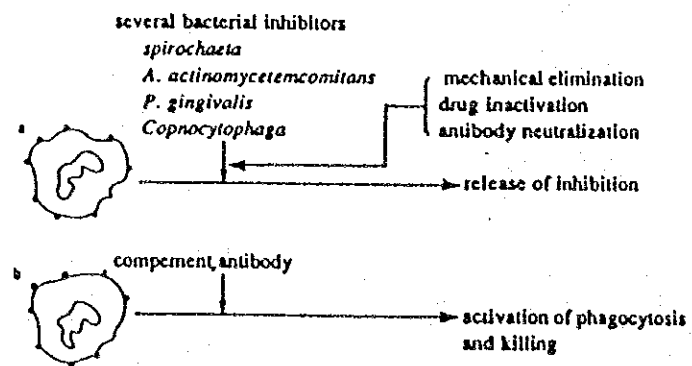 several bacterial inhibitors
spirochaeta
A. actinomycetemcomitans
P. gingivalis
Copnocytophaga
mechanical elimination
drug inactivation
antibody neutralization
a
release of inhibition
b
compement, antibody
activation of phagocytosis
and killing